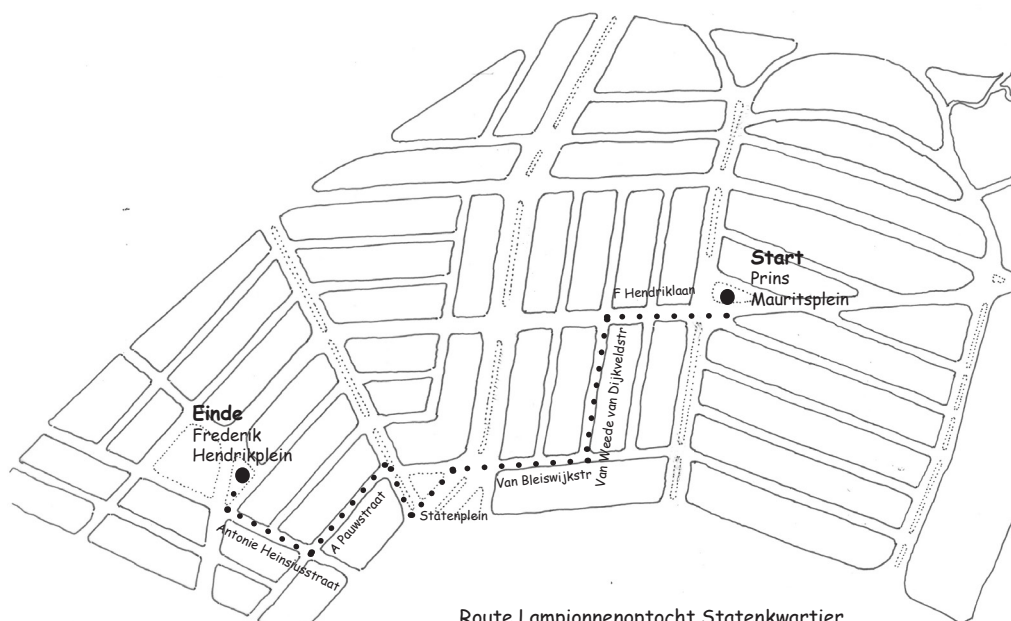 Start
Prins
Mauritsplein
F Hendriklaan
Van Weede van Dijkveldstr
Van Bleiswijkstr
Statenplein
A Pauwstraat
Antonie Heinsiusstraat
Einde
Frederik
Hendrikplein
Route Lampionnenoptocht Statenkwartier